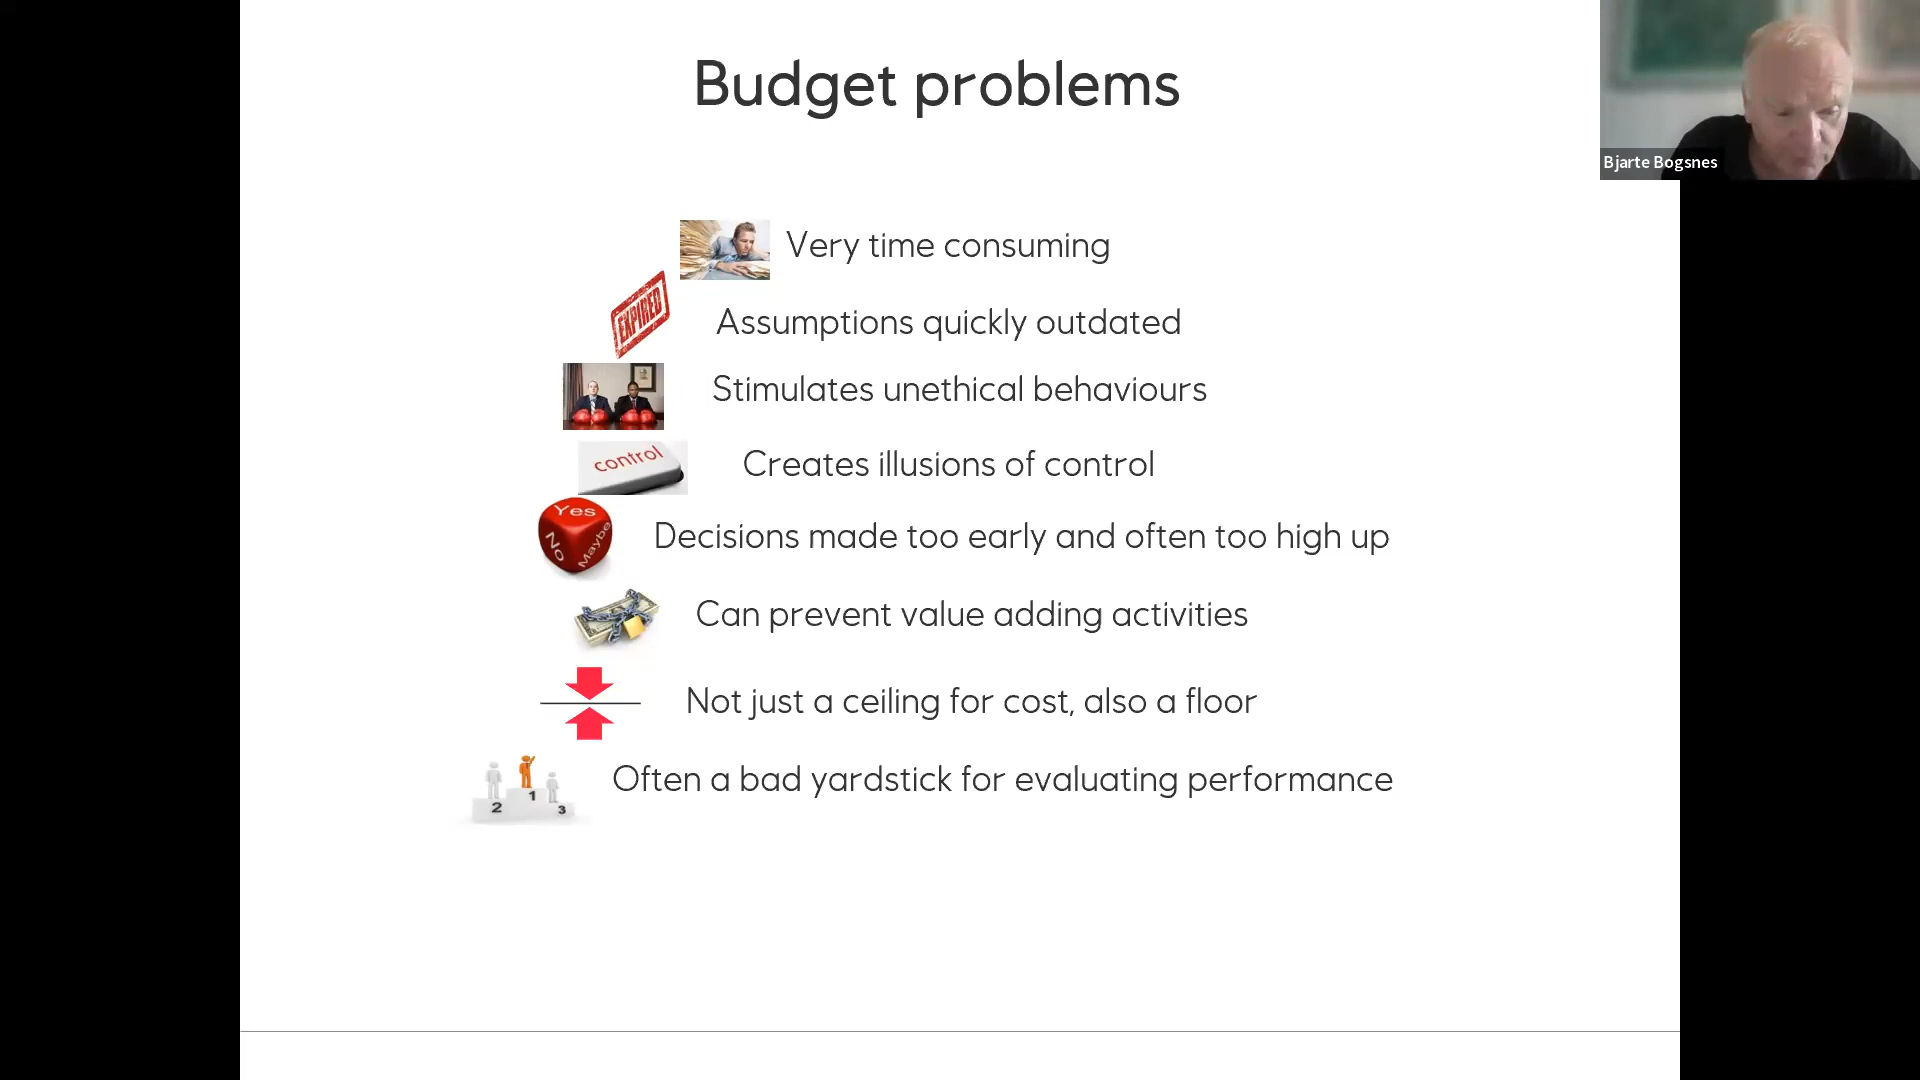 Budget problems
Bjarte Bogsnes
Very time consuming
EXPIRED
Assumptions quickly outdated
Stimulates unethical behaviours
control
Creates illusions of control
Yes
No
Maybe
Decisions made too early and often too high up
Can prevent value adding activities
Not just a ceiling for cost, also a floor
Often a bad yardstick for evaluating performance
2 1 3